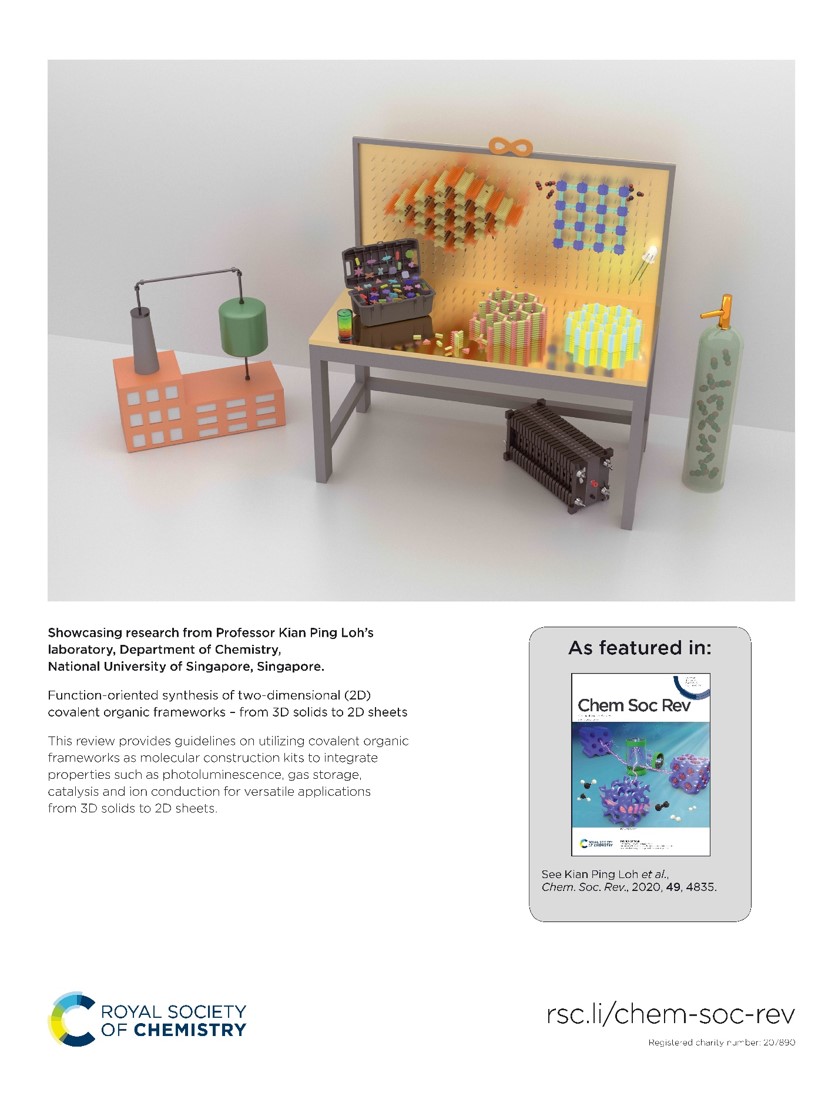 Showcasing research from Professor Kian Ping Loh's
laboratory, Department of Chemistry,
National University of Singapore, Singapore.
Function-oriented synthesis of two-dimensional (2D)
covalent organic frameworks – from 3D solids to 2D sheets
This review provides guidelines on utilizing covalent organic
frameworks as molecular construction kits to integrate
properties such as photoluminescence, gas storage,
catalysis and ion conduction for versatile applications
from 3D solids to 2D sheets.
As featured in:
Chem Soc Rev
ROYAL SOCIETY
OF CHEMISTRY
See Kian Ping Loh et al.,
Chem. Soc. Rev., 2020, 49, 4835.
ROYAL SOCIETY
OF CHEMISTRY
rsc.li/chem-soc-rev
Registered charity number: 207890